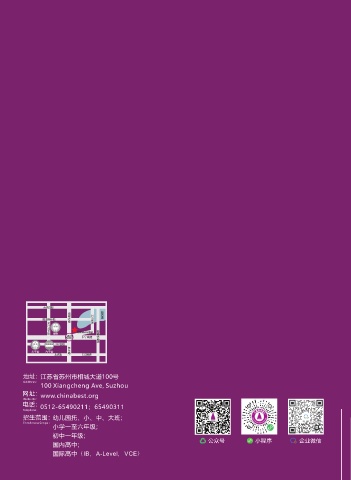 地址：江苏省苏州市相城大道100号
100 Xiangcheng Ave, Suzhou
网址：www.chinabest.org
电话：0512-65490211; 65490311
招生范围：幼儿园托、小、中、大班；
小学一至六年级；
初中一年级；
国内高中；
国际高中（IB、A-Level、VCE）
公众号
小程序
企业微信